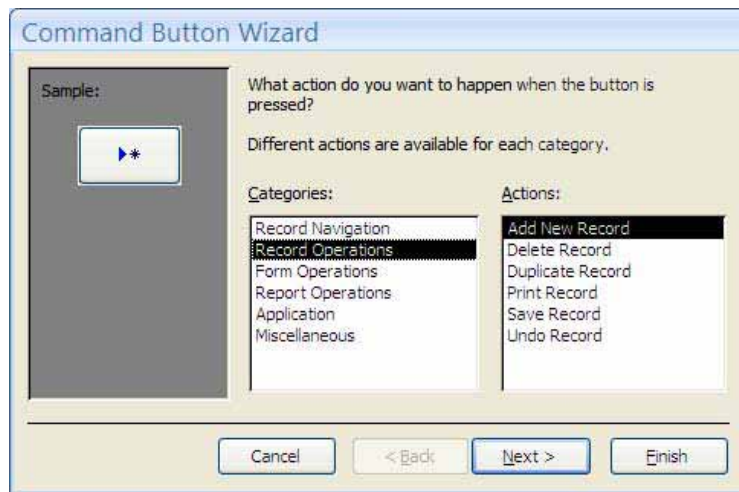 Command Button Wizard
Sample:
What action do you want to happen when the button is
pressed?
Different actions are available for each category.
Categories:
Record Navigation
Record Operations
Form Operations
Report Operations
Application
Miscellaneous
Actions:
Add New Record
Delete Record
Duplicate Record
Print Record
Save Record
Undo Record
Cancel
< Back
Next >
Finish